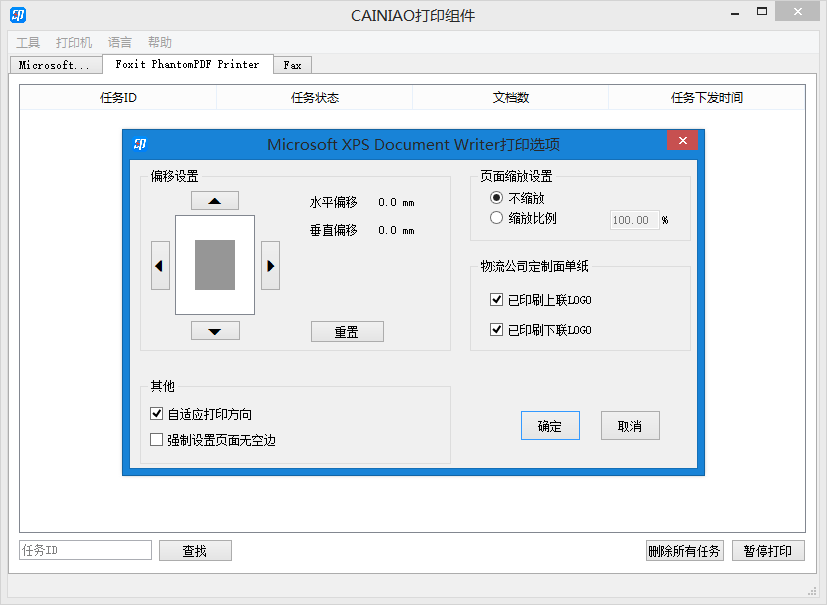 CAINIAO打印组件
工具 打印机 语言 帮助
Microsoft... Foxit PhantomPDF Printer Fax
任务ID 任务状态 文档数 任务下发时间
Microsoft XPS Document Writer打印选项
偏移设置
水平偏移 0.0 mm
垂直偏移 0.0 mm
重置
页面缩放设置
不缩放
缩放比例 100.00 %
物流公司定制面单纸
已印刷上联LOGO
已印刷下联LOGO
其他
自适应打印方向
强制设置页面无空边
确定 取消
任务ID 查找 删除所有任务 暂停打印